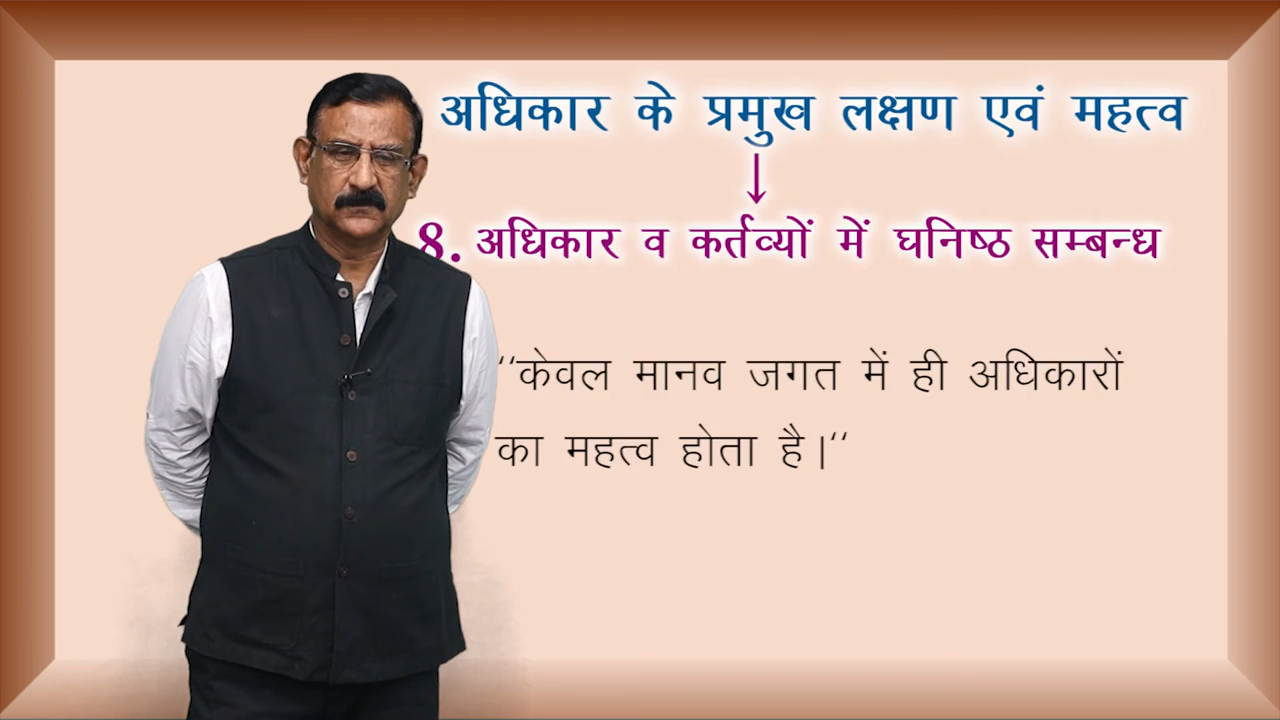 अधिकार के प्रमुख लक्षण एवं महत्व
↓
8. अधिकार व कर्तव्यों में घनिष्ठ सम्बन्ध
‘‘केवल मानव जगत में ही अधिकारों
का महत्व होता है।‘‘